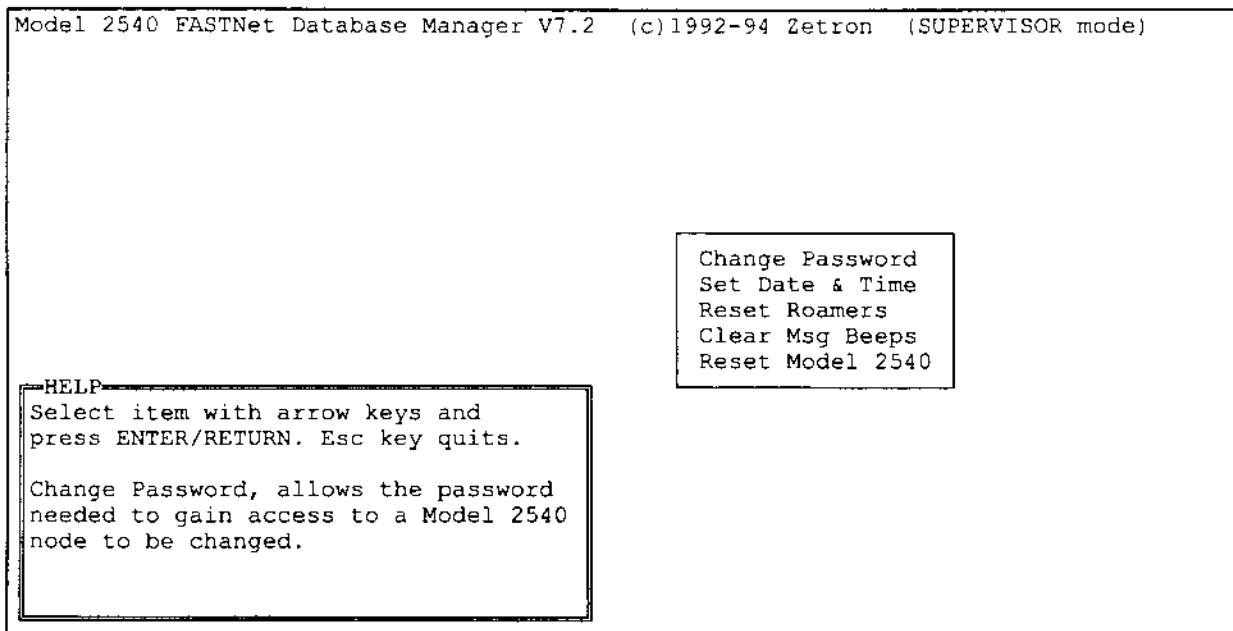 Model 2540 FASTNet Database Manager V7.2 (c)1992-94 Zetron (SUPERVISOR mode)
Change Password
Set Date & Time
Reset Roamers
Clear Msg Beeps
Reset Model 2540
HELP
Select item with arrow keys and
press ENTER/RETURN. Esc key quits.
Change Password, allows the password
needed to gain access to a Model 2540
node to be changed.